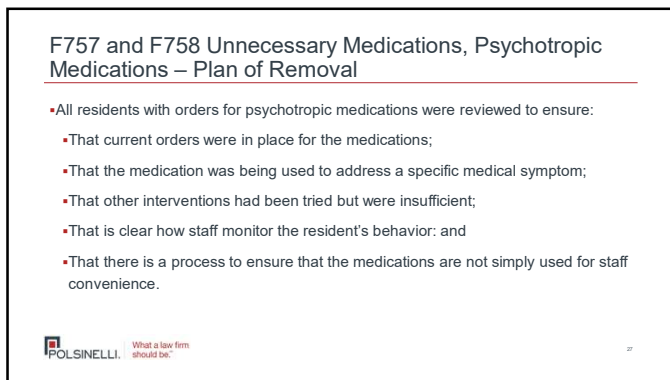 F757 and F758 Unnecessary Medications, Psychotropic
Medications – Plan of Removal
▪All residents with orders for psychotropic medications were reviewed to ensure:
▪That current orders were in place for the medications;
▪That the medication was being used to address a specific medical symptom;
▪That other interventions had been tried but were insufficient;
▪That is clear how staff monitor the resident's behavior: and
▪That there is a process to ensure that the medications are not simply used for staff
convenience.
POLSINELLI.
What a law firm
should be.™
27